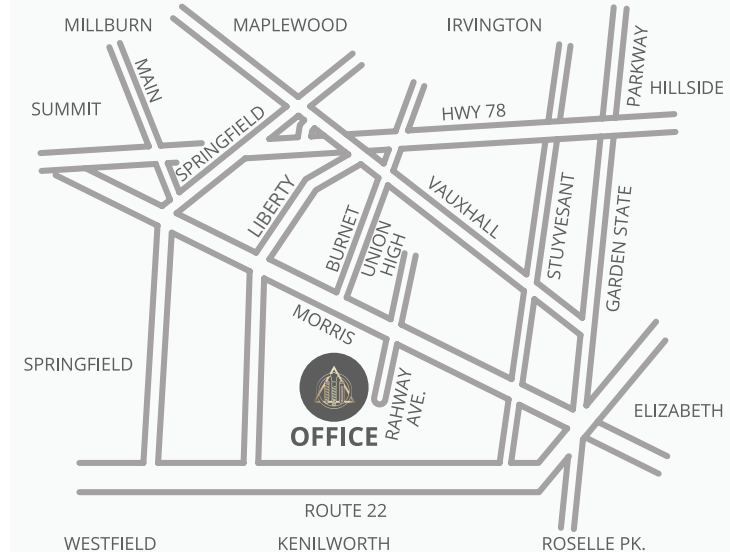 MILLBURN
MAPLEWOOD
IRVINGTON
PARKWAY
MAIN
HILLSIDE
SUMMIT
HWY 78
SPRINGFIELD
LIBERTY
VAUXHALL
STUYVESANT
BURNET
UNION
HIGH
GARDEN STATE
MORRIS
SPRINGFIELD
RAHWAY
AVE.
ELIZABETH
OFFICE
ROUTE 22
WESTFIELD
KENILWORTH
ROSELLE PK.